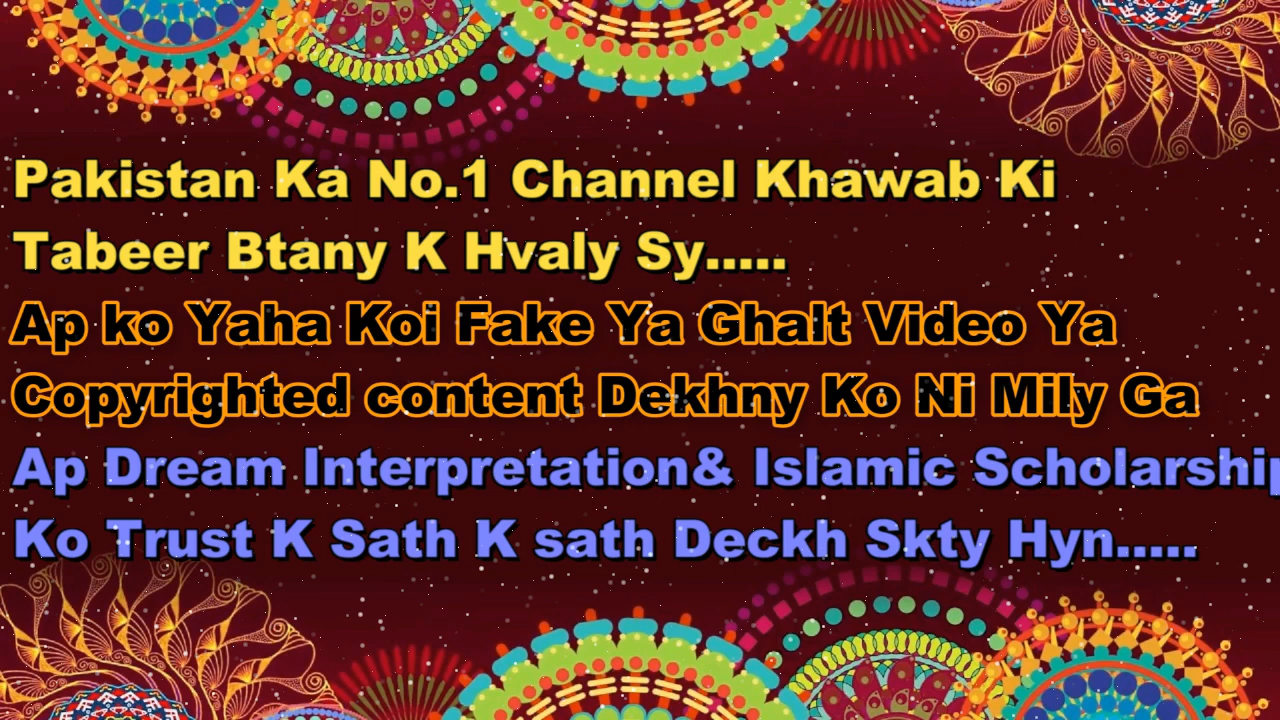 Pakistan Ka No.1 Channel Khawab Ki
Tabeer Btany K Hvaly Sy.....
Ap ko Yaha Koi Fake Ya Ghalt Video Ya
Copyrighted content Dekhny Ko Ni Mily Ga
Ap Dream Interpretation& Islamic Scholarship
Ko Trust K Sath K sath Deckh Skty Hyn.....